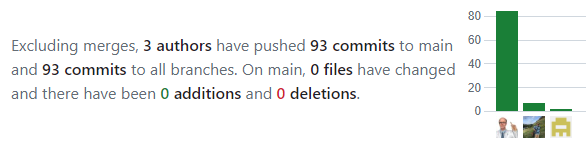 Excluding merges, 3 authors have pushed 93 commits to main
and 93 commits to all branches. On main, 0 files have changed
and there have been 0 additions and 0 deletions.
80
60
40
20
0